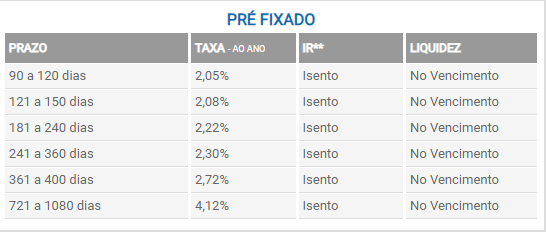 PRÉ FIXADO
PRAZO TAXA - AO ANO IR** LIQUIDEZ
90 a 120 dias 2,05% Isento No Vencimento
121 a 150 dias 2,08% Isento No Vencimento
181 a 240 dias 2,22% Isento No Vencimento
241 a 360 dias 2,30% Isento No Vencimento
361 a 400 dias 2,72% Isento No Vencimento
721 a 1080 dias 4,12% Isento No Vencimento